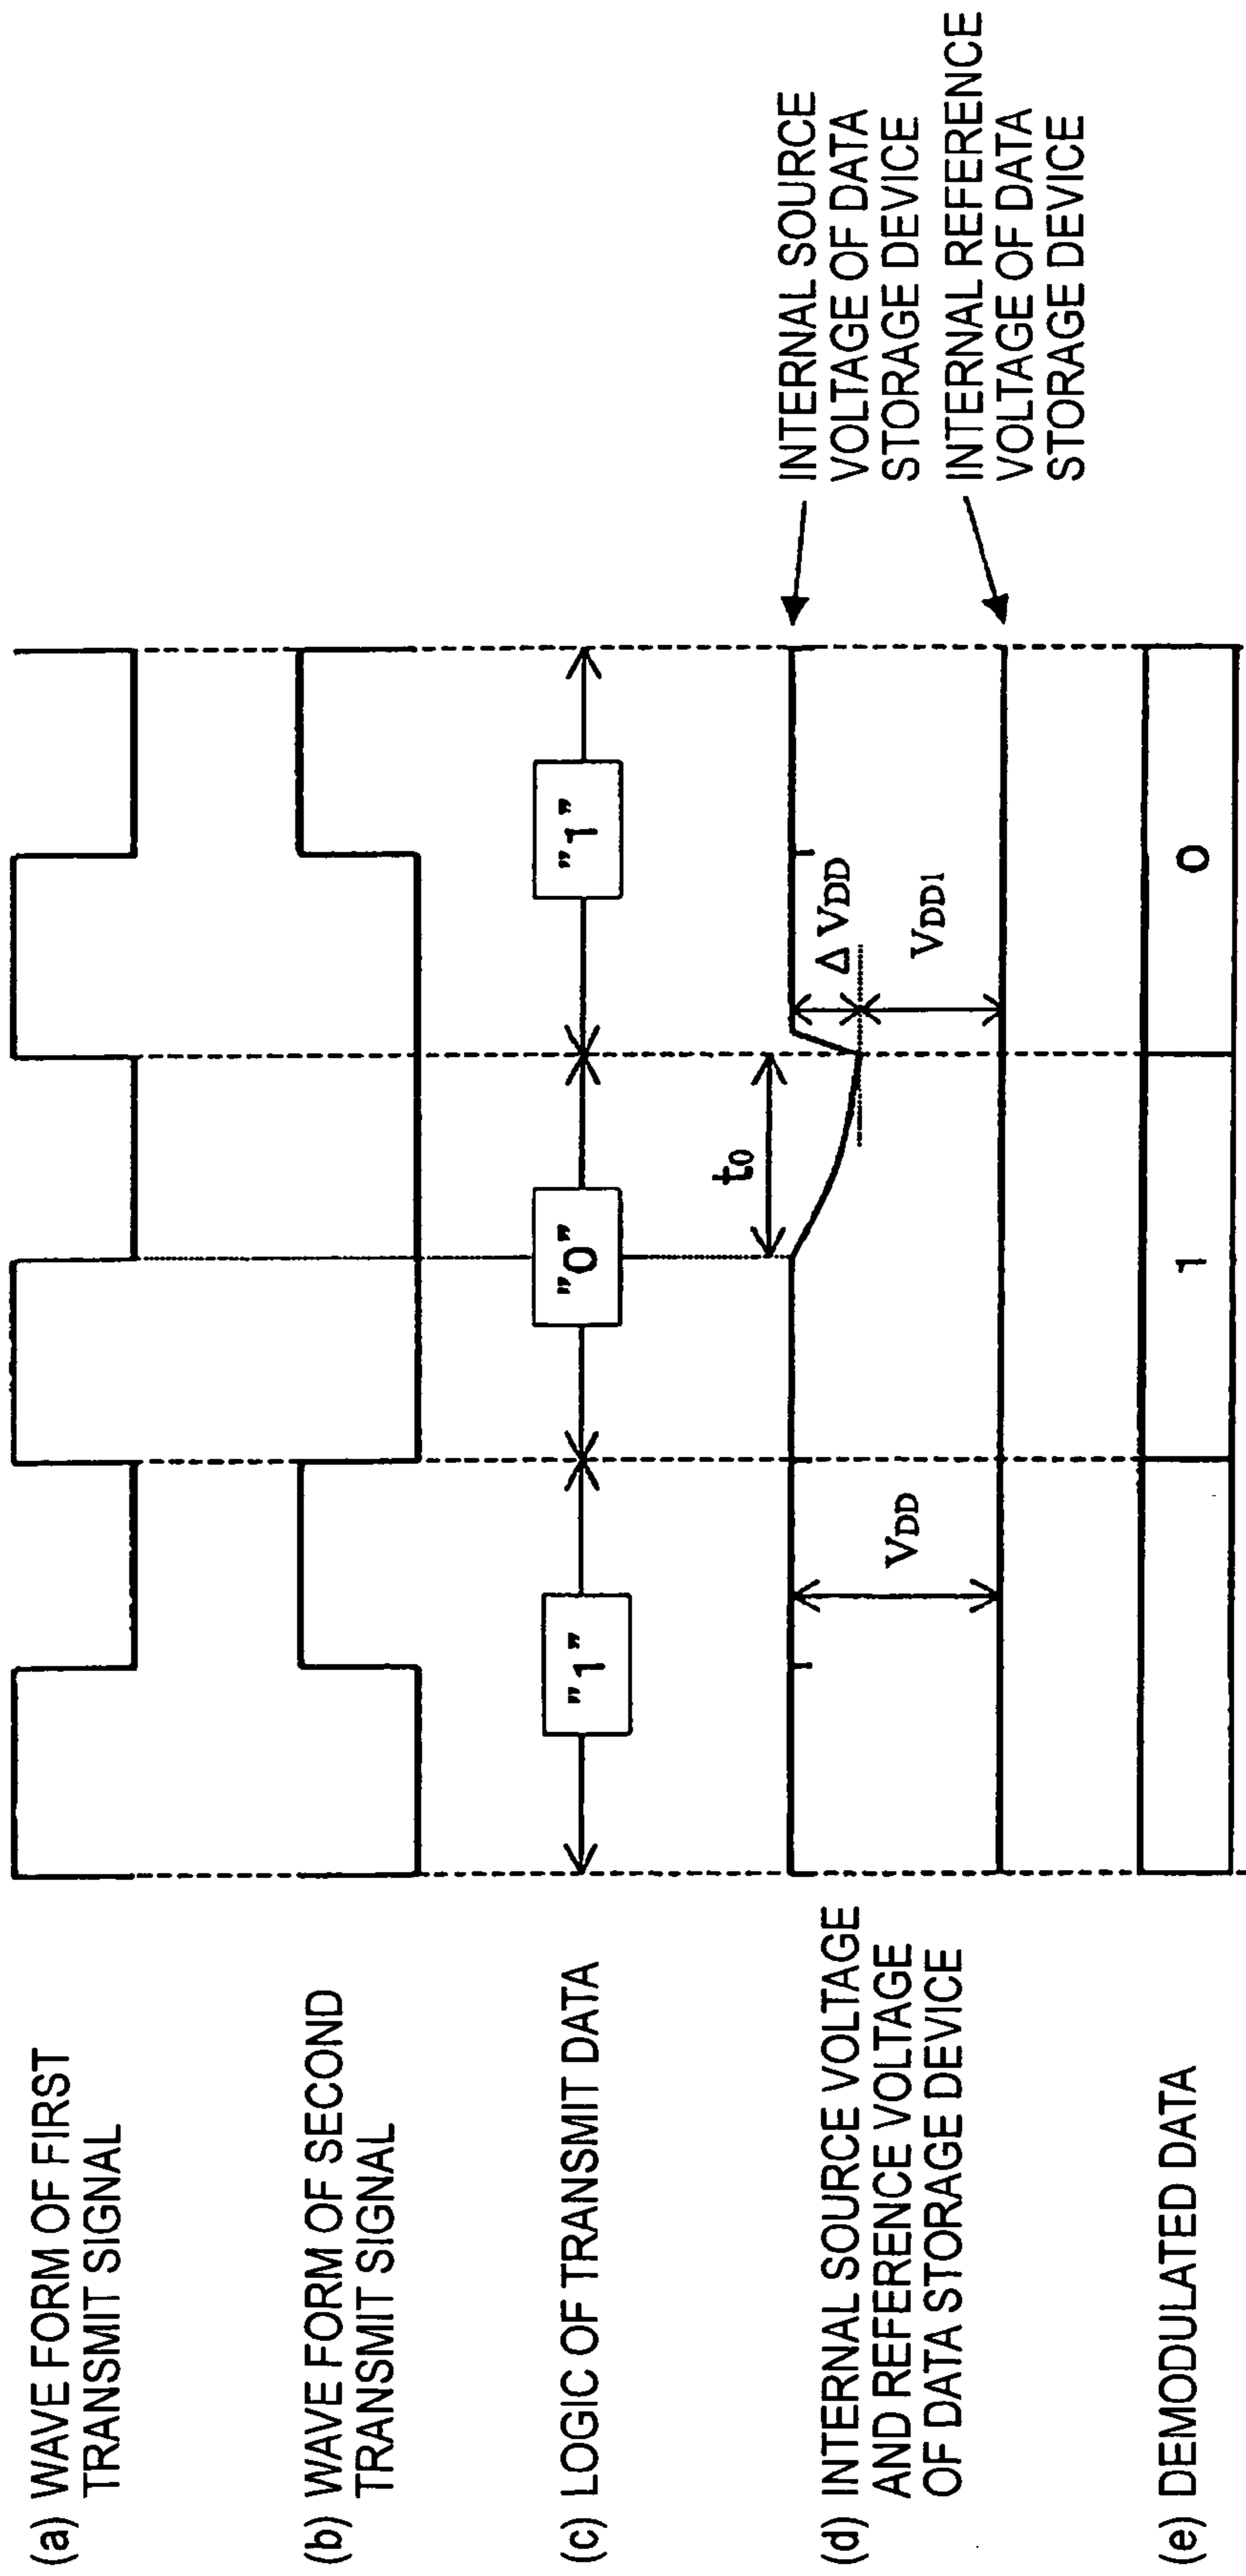 (a) WAVE FORM OF FIRST
TRANSMIT SIGNAL
(b) WAVE FORM OF SECOND
TRANSMIT SIGNAL
(c) LOGIC OF TRANSMIT DATA
"1"
"0"
"1"
(d) INTERNAL SOURCE VOLTAGE
AND REFERENCE VOLTAGE
OF DATA STORAGE DEVICE
VDD
t0
Δ VDD
VDD1
INTERNAL SOURCE
VOLTAGE OF DATA
STORAGE DEVICE
INTERNAL REFERENCE
VOLTAGE OF DATA
STORAGE DEVICE
(e) DEMODULATED DATA
1
0